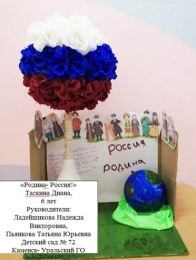 РОССИЯ
РОДИНА
«Родина- Россия!»
Таскина Диана,
6 лет
Руководители:
Ладейщикова Надежда
Викторовна,
Пьянкова Татьяна Юрьевна
Детский сад № 72
Каменск- Уральский ГО